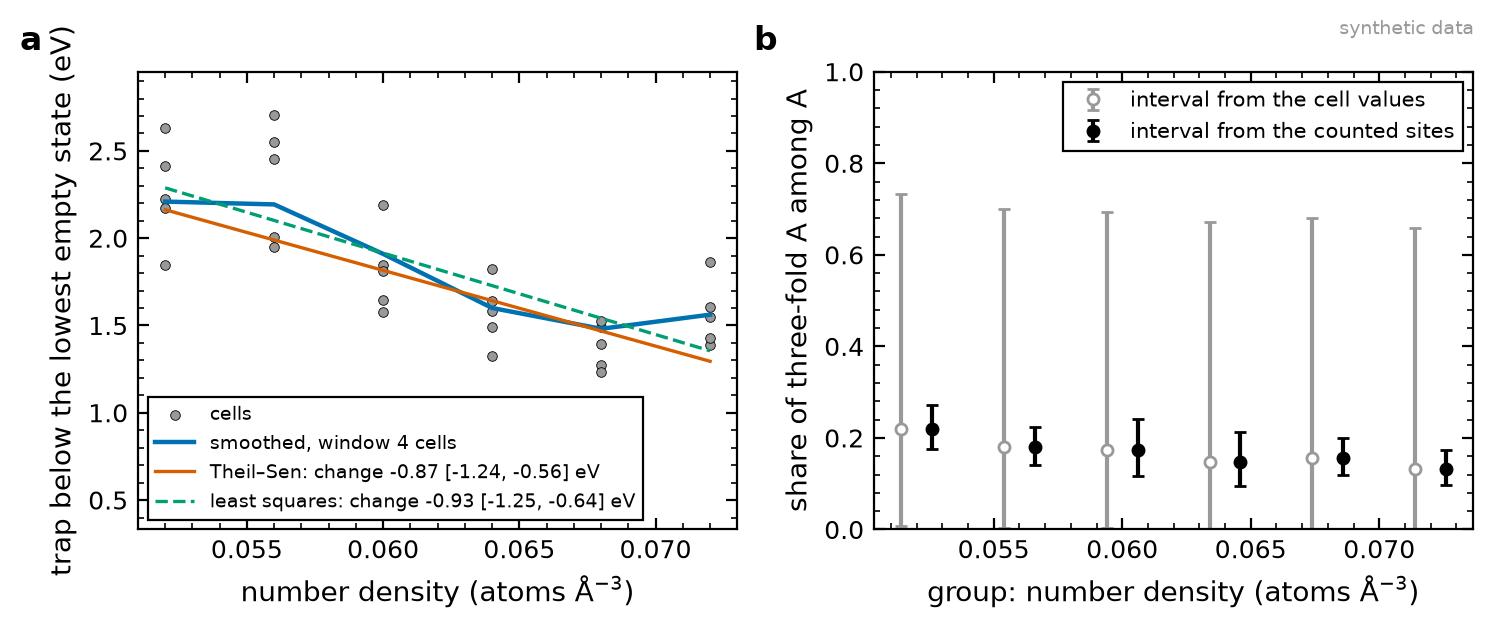 synthetic data
a
trap below the lowest empty state (eV)
2.5
2.0
1.5
1.0
0.5
cells
smoothed, window 4 cells
Theil–Sen: change -0.87 [-1.24, -0.56] eV
least squares: change -0.93 [-1.25, -0.64] eV
0.055 0.060 0.065 0.070
number density (atoms Å⁻³)
b
share of three-fold A among A
1.0
0.8
0.6
0.4
0.2
0.0
interval from the cell values
interval from the counted sites
0.055 0.060 0.065 0.070
group: number density (atoms Å⁻³)